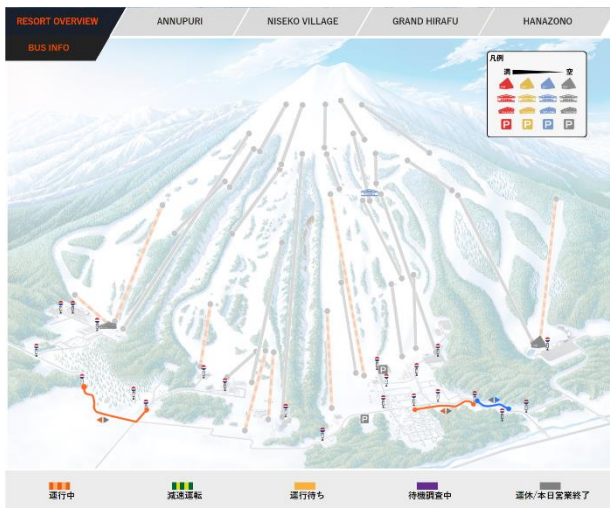 RESORT OVERVIEW
ANNUPURI
NISEKO VILLAGE
GRAND HIRAFU
HANAZONO
BUS INFO
凡例
満 空
P P P P
P
P
運行中
減速運転
運行待ち
待機調査中
運休/本日営業終了